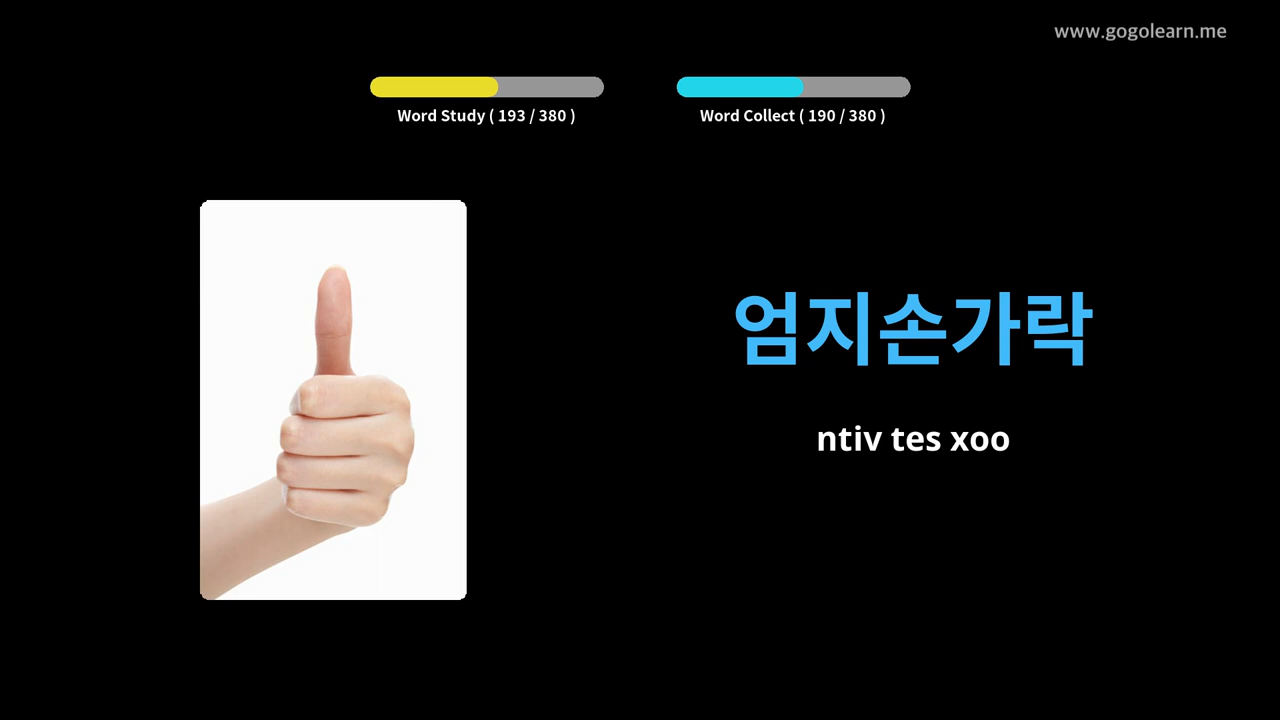 www.gogolearn.me
Word Study ( 193 / 380 )
Word Collect ( 190 / 380 )
엄지손가락
ntiv tes xoo